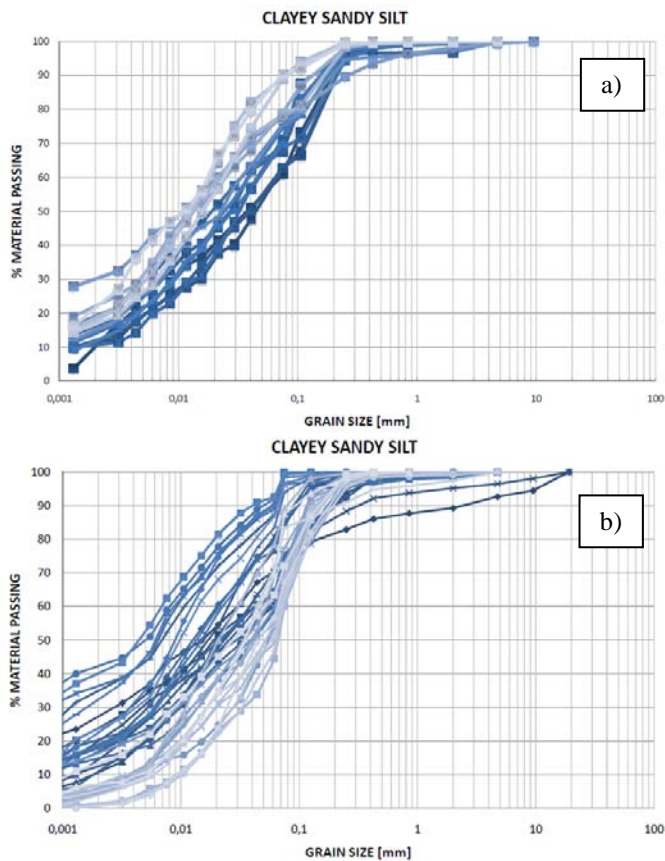 CLAYEY SANDY SILT
a)
% MATERIAL PASSING
100
90
80
70
60
50
40
30
20
10
0
0,001 0,01 0,1 1 10 100
GRAIN SIZE [mm]
CLAYEY SANDY SILT
b)
% MATERIAL PASSING
100
90
80
70
60
50
40
30
20
10
0
0,001 0,01 0,1 1 10 100
GRAIN SIZE [mm]